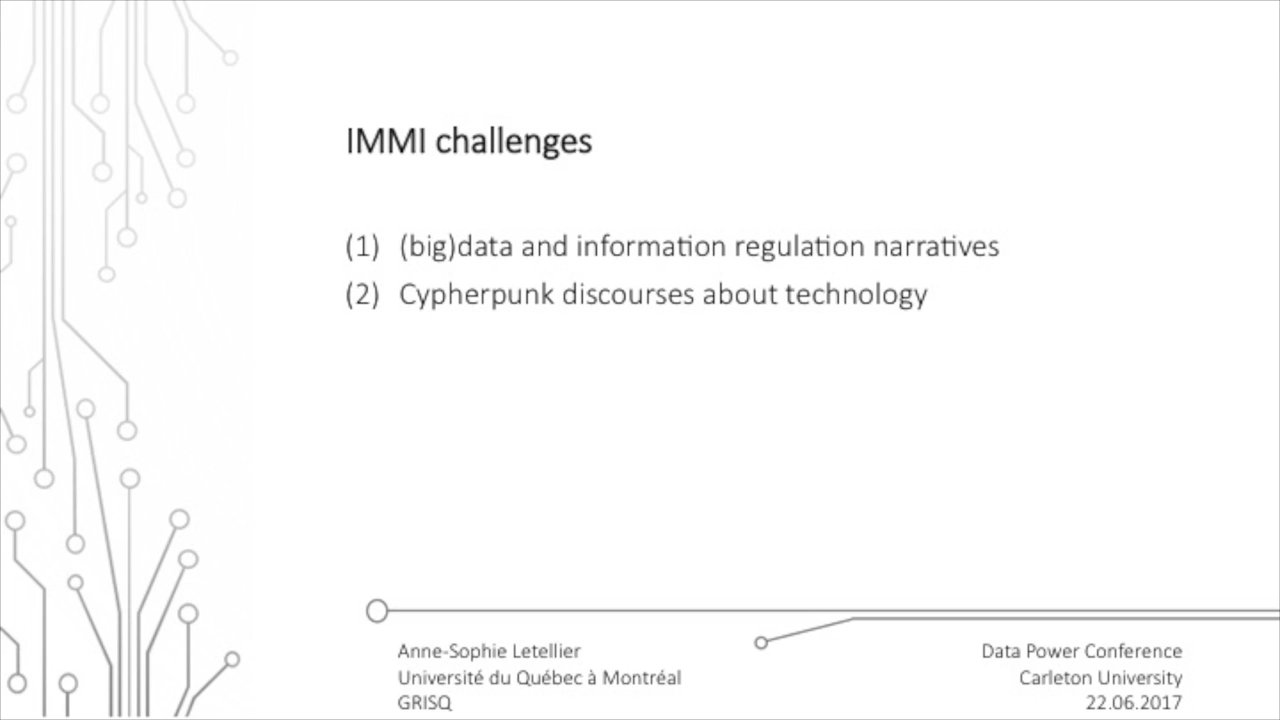 IMMI challenges
(1) (big)data and information regulation narratives
(2) Cypherpunk discourses about technology
Anne-Sophie Letellier
Université du Québec à Montréal
GRISQ
Data Power Conference
Carleton University
22.06.2017